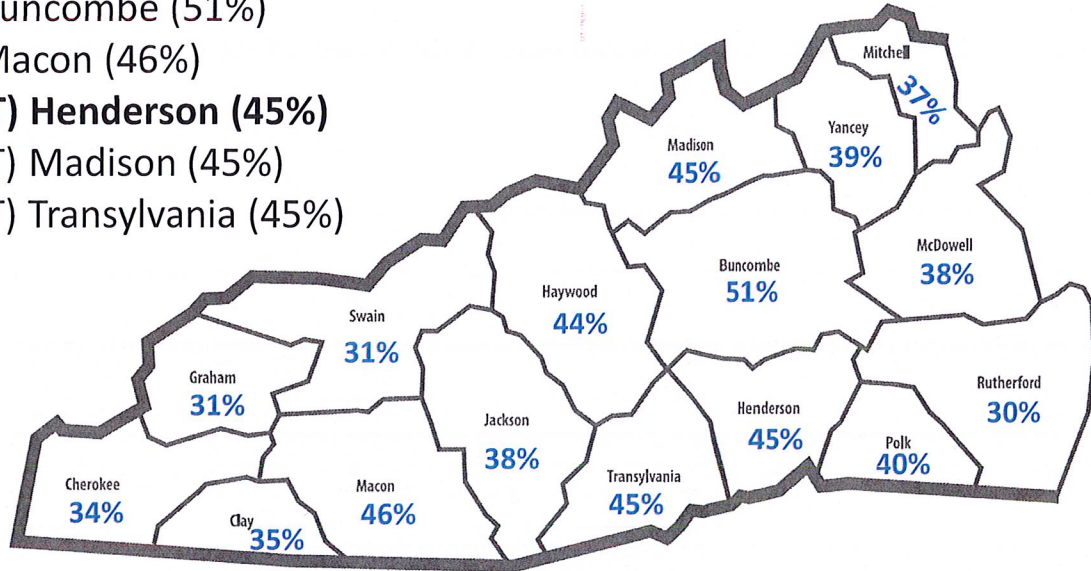 uncombe (51%)
Macon (46%)
T) Henderson (45%)
T) Madison (45%)
T) Transylvania (45%)
Mitchell
37%
Madison
45%
Yancey
39%
McDowell
38%
Buncombe
51%
Haywood
44%
Swain
31%
Graham
31%
Rutherford
30%
Henderson
45%
Jackson
38%
Polk
40%
Transylvania
45%
Cherokee
34%
Macon
46%
Clay
35%